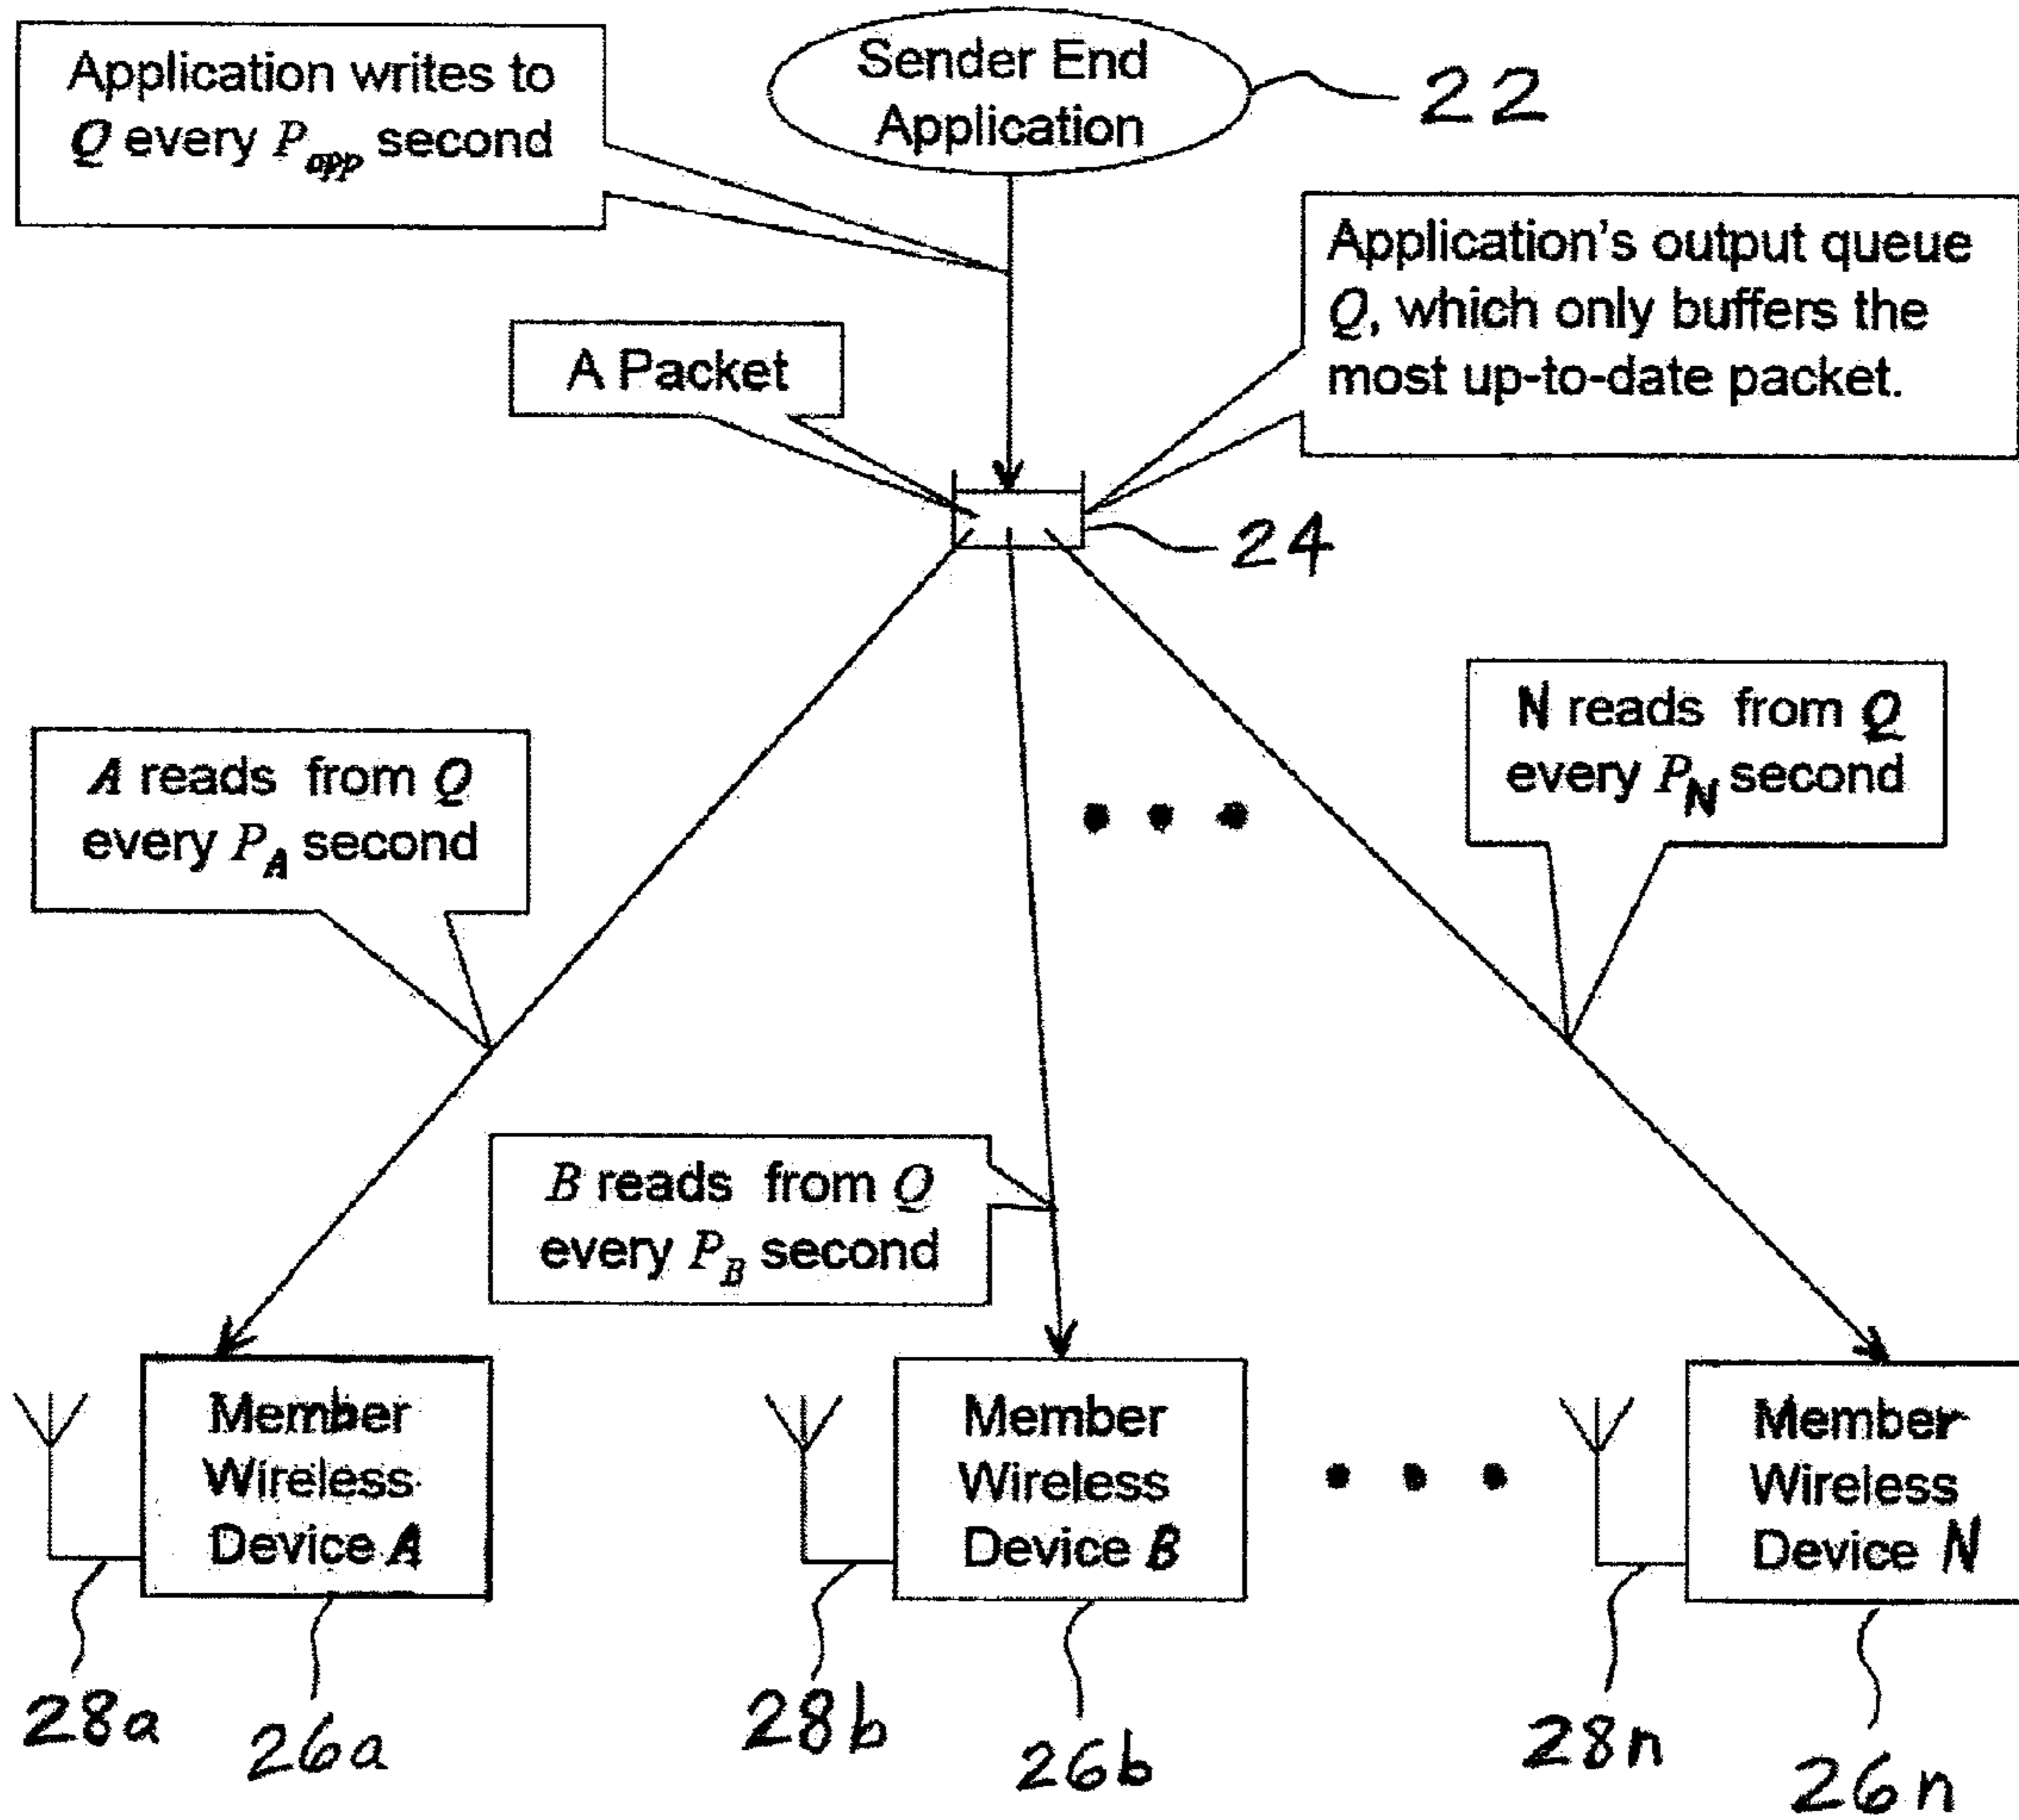 Application writes to
Q every P_app second
Sender End
Application
22
Application's output queue
Q, which only buffers the
most up-to-date packet.
A Packet
24
A reads from Q
every P_A second
N reads from Q
every P_N second
B reads from Q
every P_B second
Member
Wireless
Device A
Member
Wireless
Device B
Member
Wireless
Device N
28a
26a
28b
26b
28n
26n